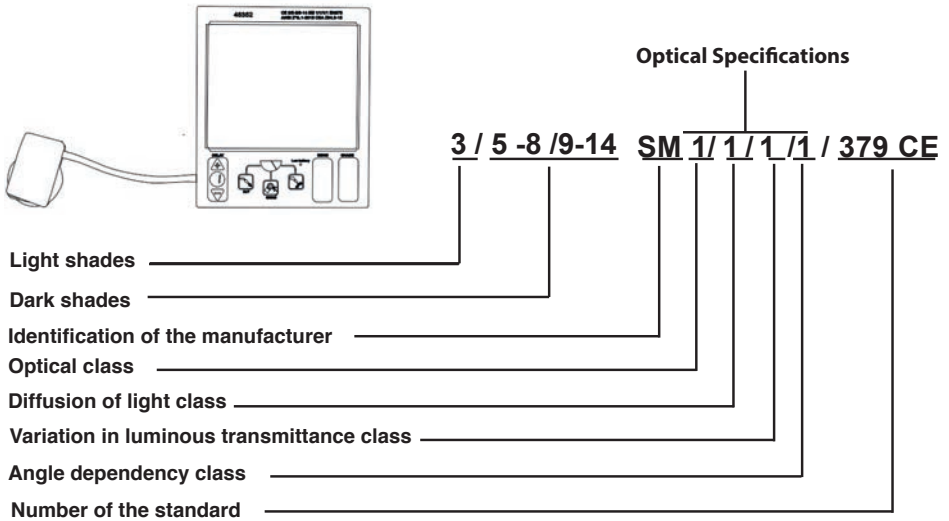 46362
Optical Specifications
3 / 5 -8 /9-14 SM 1/ 1 / 1 /1 / 379 CE
DELAY
Light shades
Dark shades
Identification of the manufacturer
Optical class
Diffusion of light class
Variation in luminous transmittance class
Angle dependency class
Number of the standard